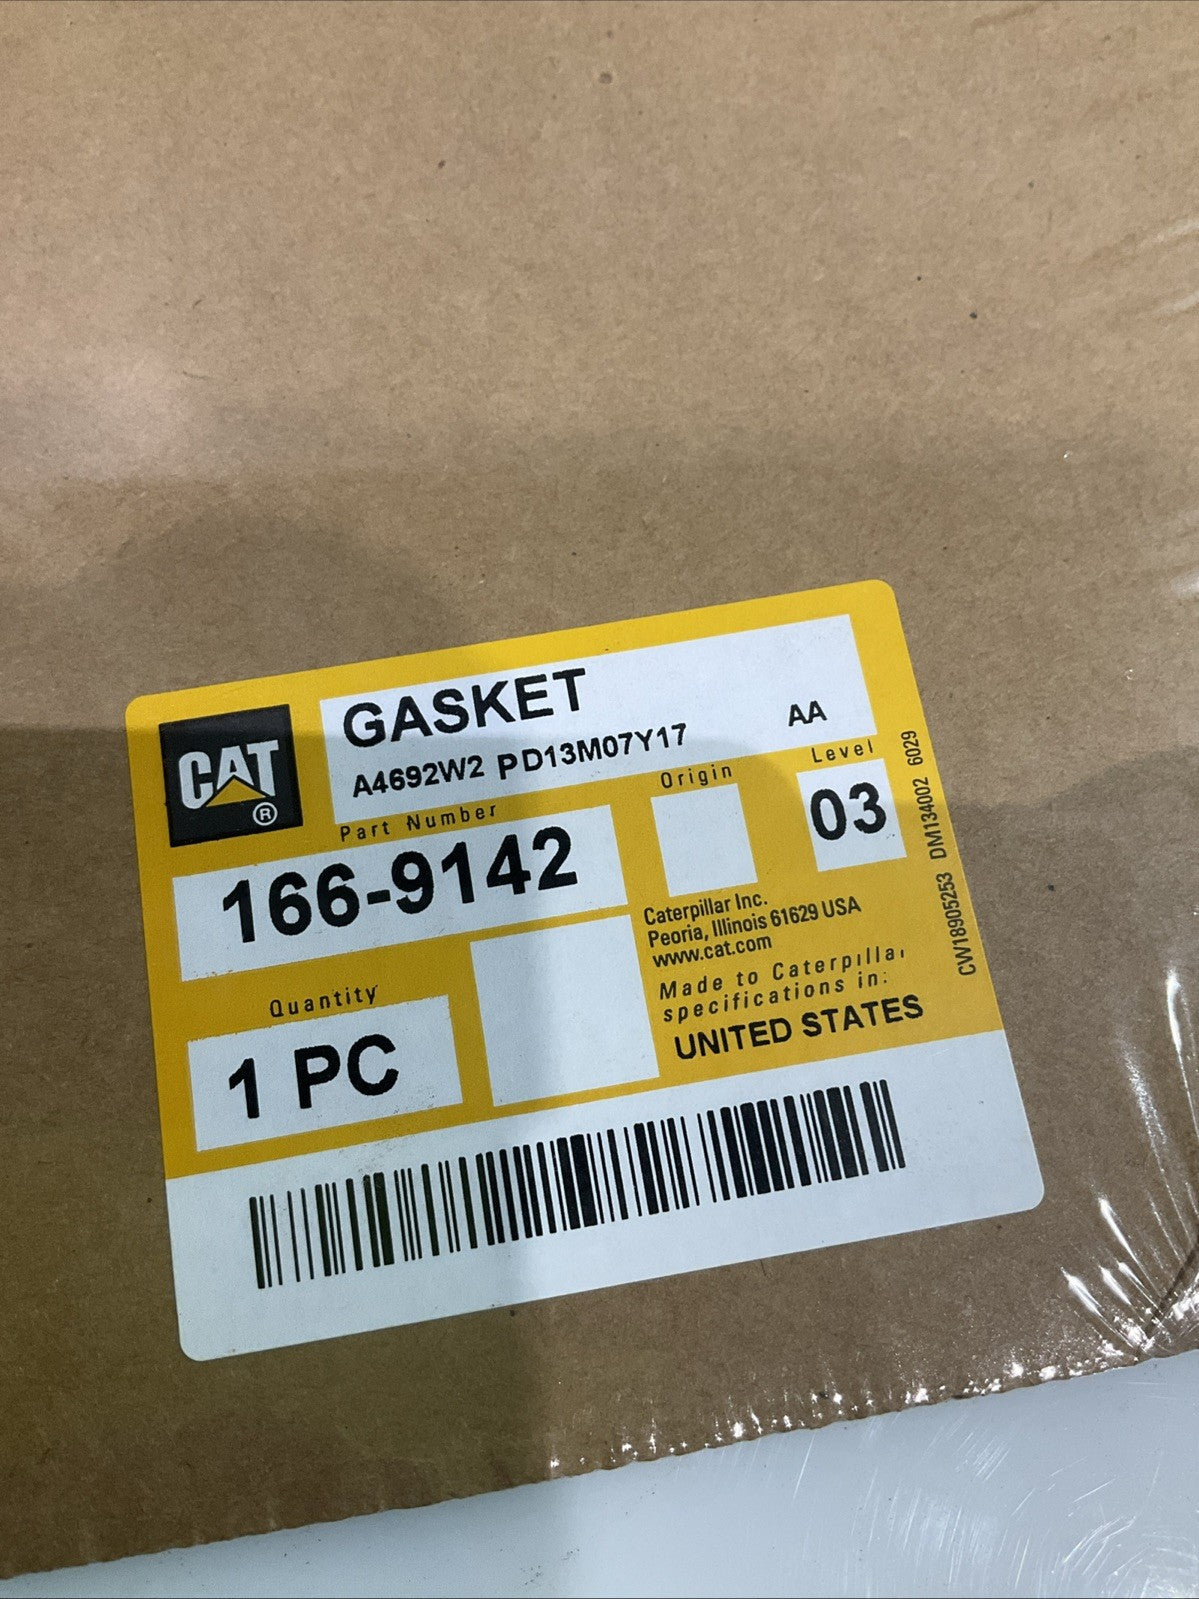 CAT
®
GASKET
A4692W2 PD13M07Y17 AA
Part Number
166-9142
Origin
Level
03
Quantity
1 PC
Caterpillar Inc.
Peoria, Illinois 61629 USA
www.cat.com
Made to Caterpillar
specifications in:
UNITED STATES
CW18905253 DM134002 6029